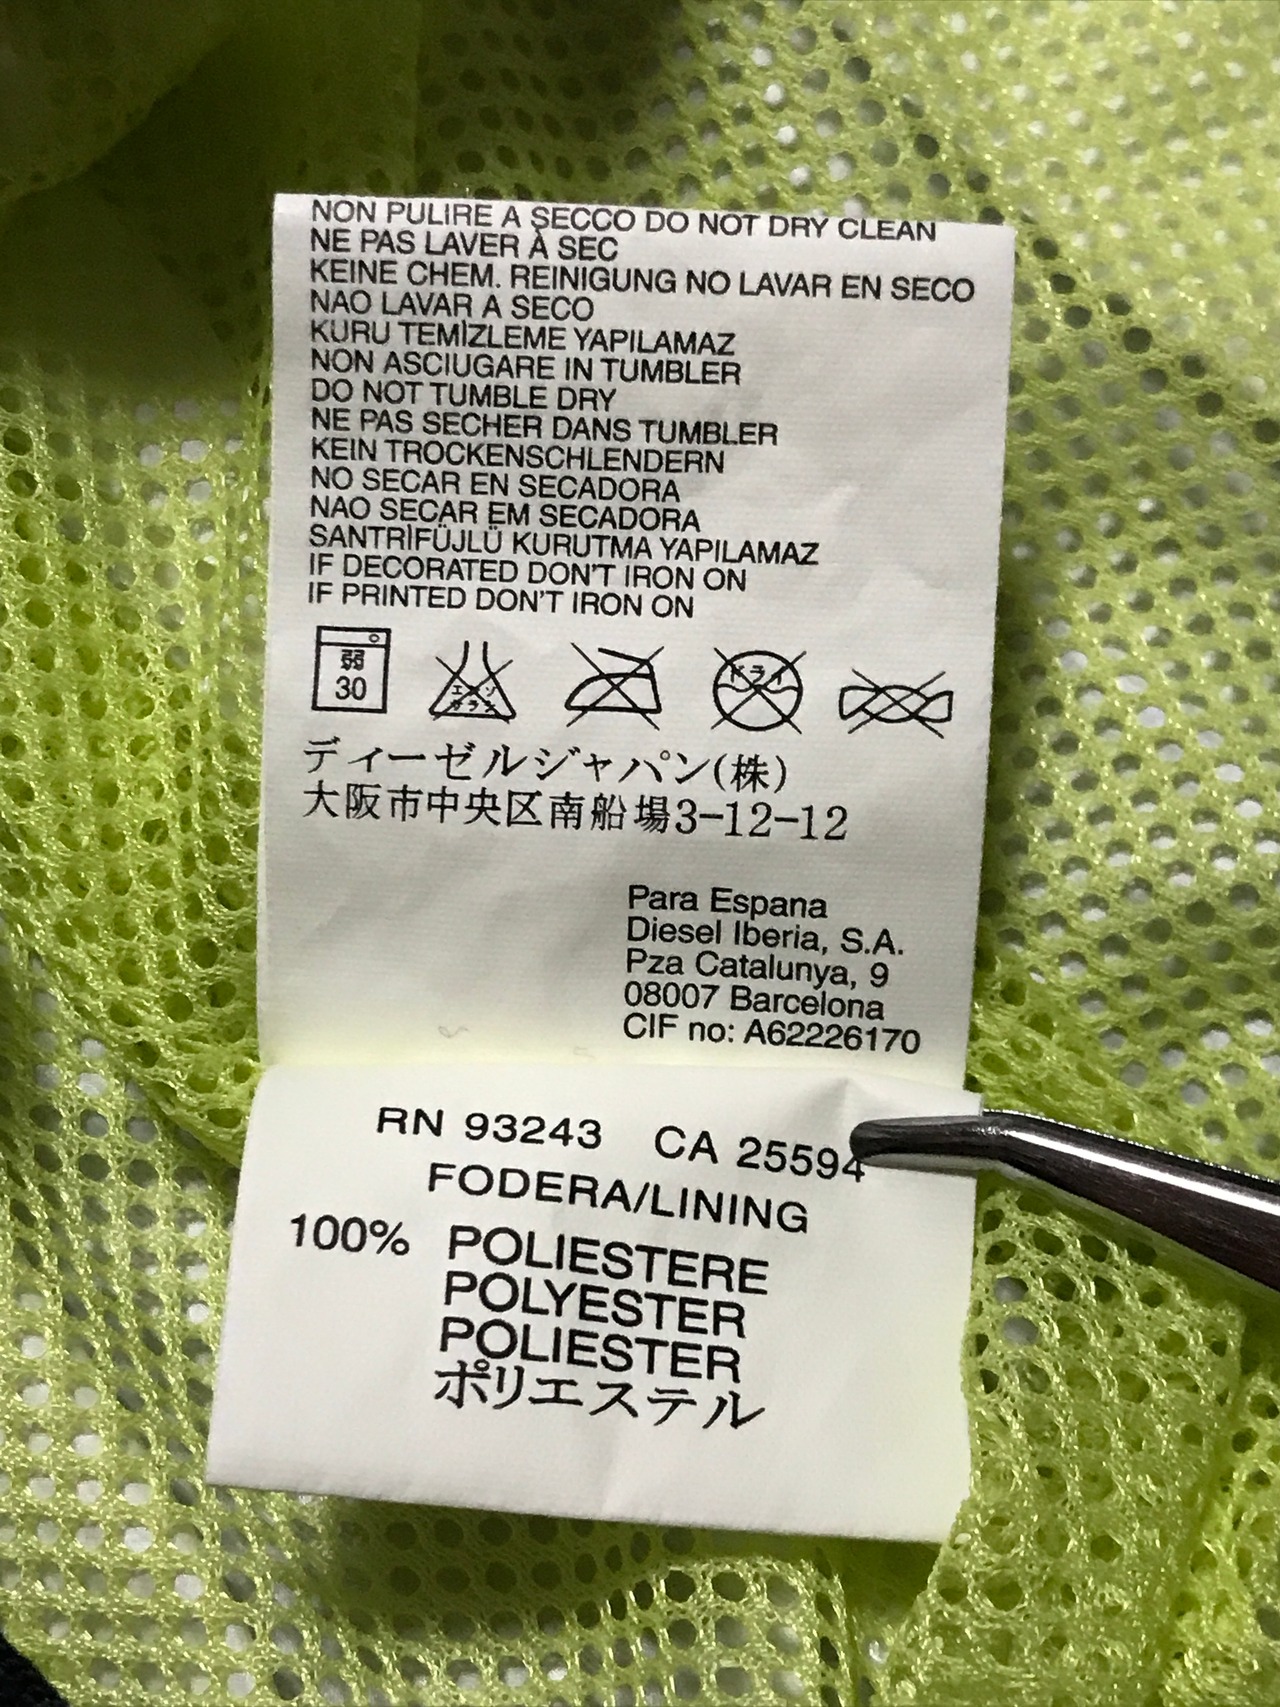 NON PULIRE A SECCO DO NOT DRY CLEAN
NE PAS LAVER À SEC
KEINE CHEM. REINIGUNG NO LAVAR EN SECO
NAO LAVAR A SECO
KURU TEMİZLEME YAPILAMAZ
NON ASCIUGARE IN TUMBLER
DO NOT TUMBLE DRY
NE PAS SECHER DANS TUMBLER
KEIN TROCKENSCHLENDERN
NO SECAR EN SECADORA
NAO SECAR EM SECADORA
SANTRİFÜJLÜ KURUTMA YAPILAMAZ
IF DECORATED DON'T IRON ON
IF PRINTED DON'T IRON ON
弱 30 エンソサラシ ドライ
ディーゼルジャパン(株)
大阪市中央区南船場3-12-12
Para Espana
Diesel Iberia, S.A.
Pza Catalunya, 9
08007 Barcelona
CIF no: A62226170
RN 93243 CA 25594
FODERA/LINING
100% POLIESTERE
POLYESTER
POLIESTER
ポリエステル